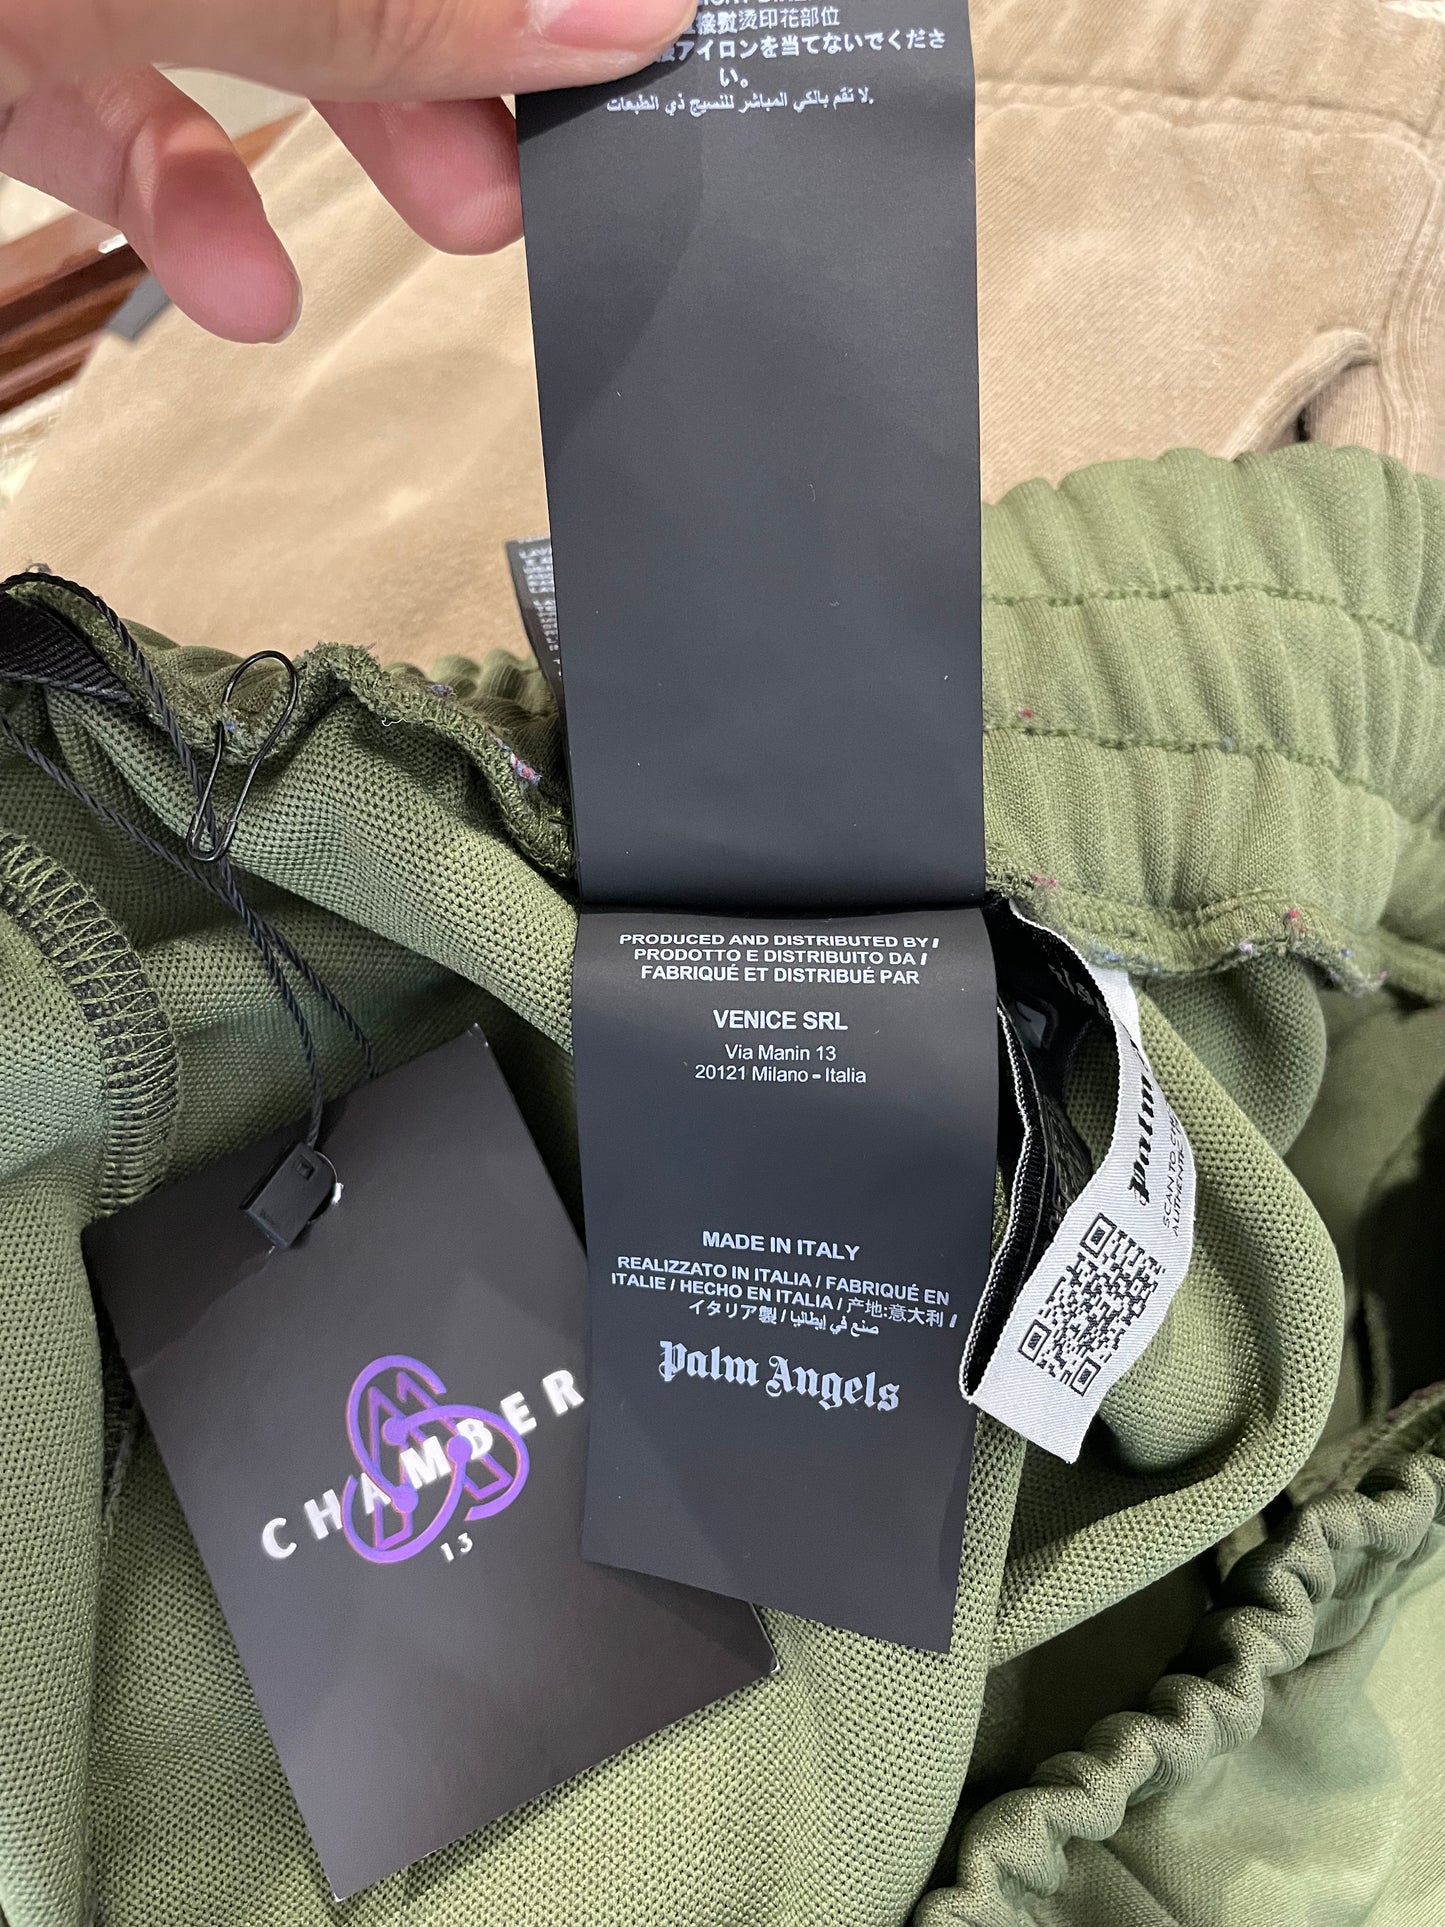 接熨烫印花部位
アイロンを当てないでくださ
い。
لا تقم بالكي المباشر للنسيج ذي الطبعات.
PRODUCED AND DISTRIBUTED BY /
PRODOTTO E DISTRIBUITO DA /
FABRIQUÉ ET DISTRIBUÉ PAR
VENICE SRL
Via Manin 13
20121 Milano - Italia
MADE IN ITALY
REALIZZATO IN ITALIA / FABRIQUÉ EN
ITALIE / HECHO EN ITALIA / 产地:意大利 /
イタリア製 / صنع في إيطاليا
Palm Angels
CHAMBER
13
Palm
SCAN TO